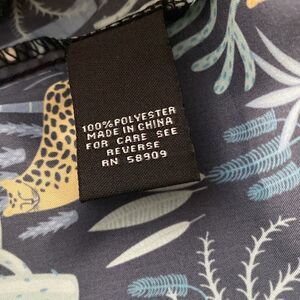 100% POLYESTER
MADE IN CHINA
FOR CARE SEE
REVERSE
RN 58909